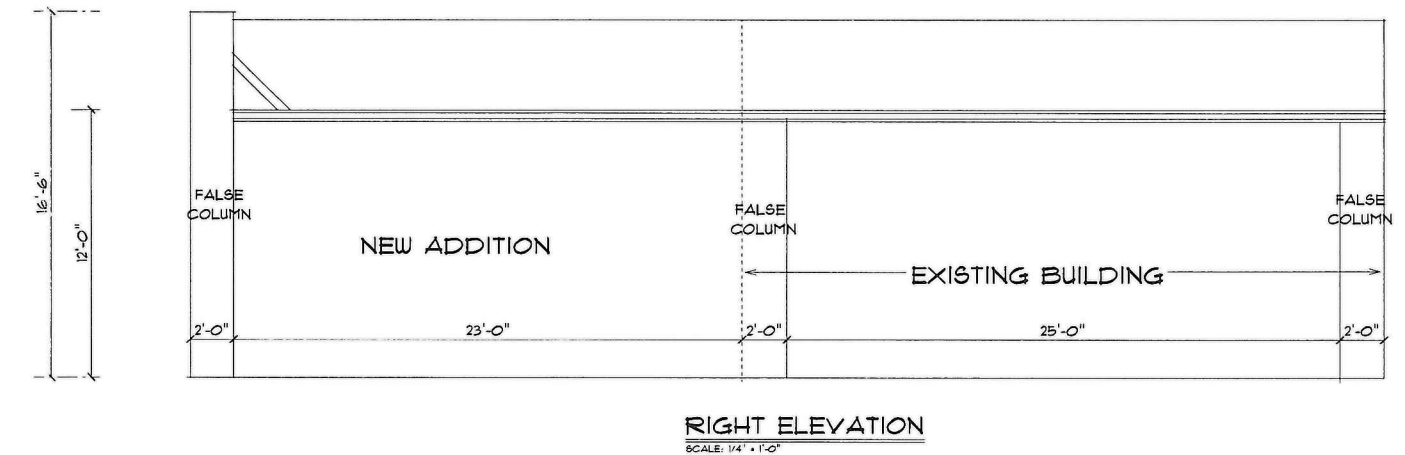 16'-6"
12'-0"
FALSE
COLUMN
NEW ADDITION
FALSE
COLUMN
EXISTING BUILDING
FALSE
COLUMN
2'-0"
23'-0"
2'-0"
25'-0"
2'-0"
RIGHT ELEVATION
SCALE: 1/4" = 1'-0"